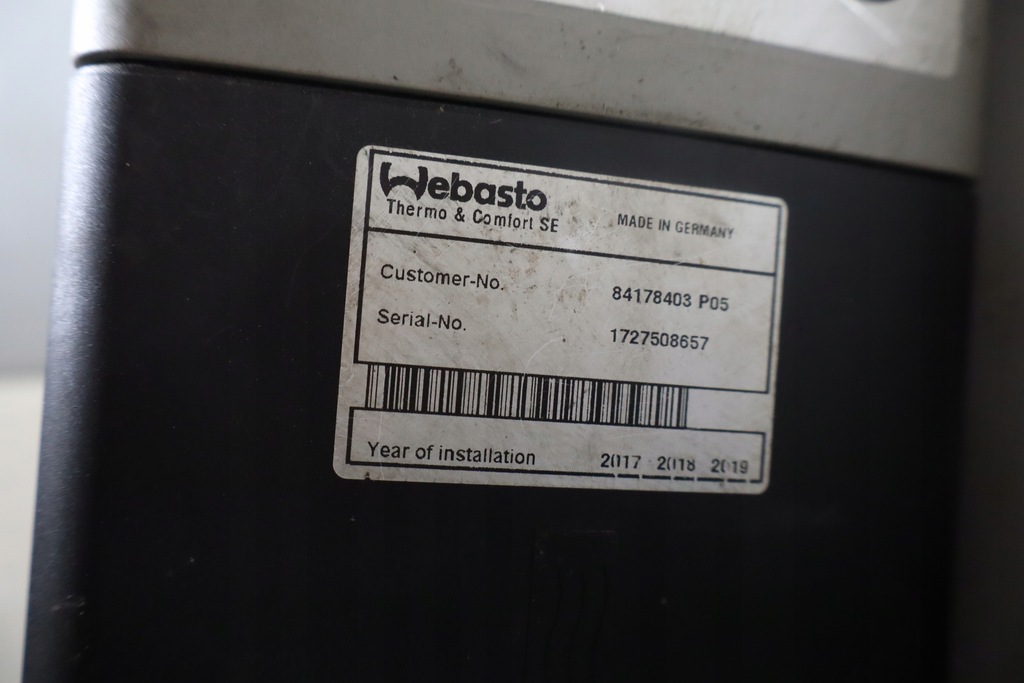 Webasto
Thermo & Comfort SE
MADE IN GERMANY
Customer-No. 84178403 P05
Serial-No. 1727508657
Year of installation 2017 2018 2019